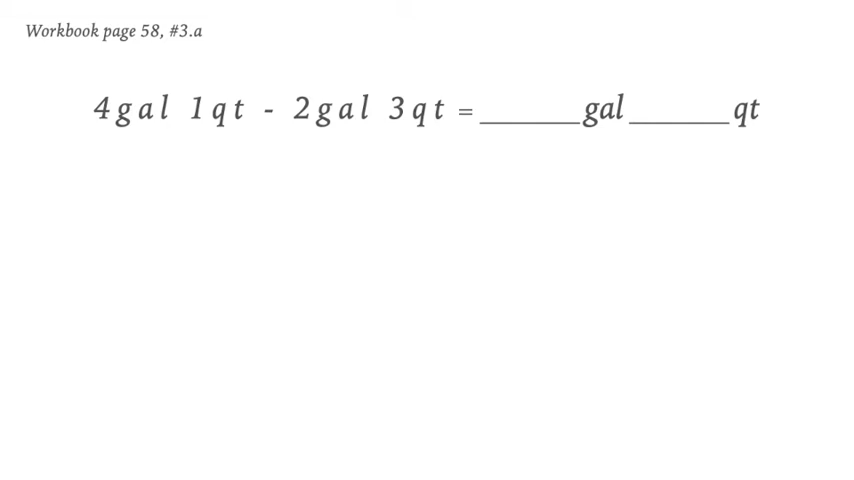 Workbook page 58, #3.a
4gal 1qt - 2gal 3qt = ______gal______qt